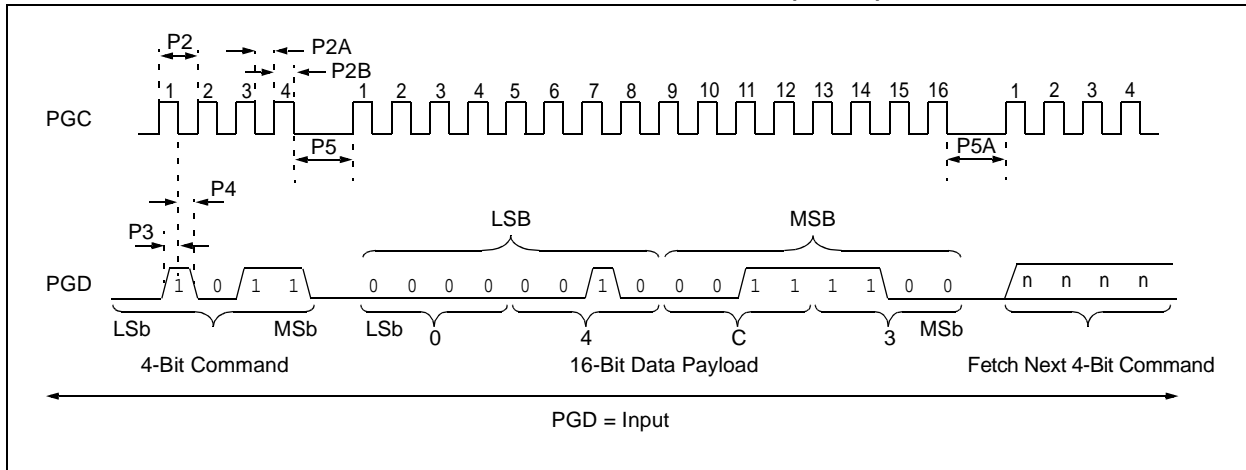 P2
P2A
P2B
1 2 3 4
1 2 3 4 5 6 7 8 9 10 11 12 13 14 15 16
1 2 3 4
PGC
P5
P5A
P4
P3
LSB
MSB
PGD
1 0 1 1
0 0 0 0 0 0 1 0 0 0 1 1 1 1 0 0
n n n n
LSb
MSb
LSb
0
4
C
3
MSb
4-Bit Command
16-Bit Data Payload
Fetch Next 4-Bit Command
PGD = Input